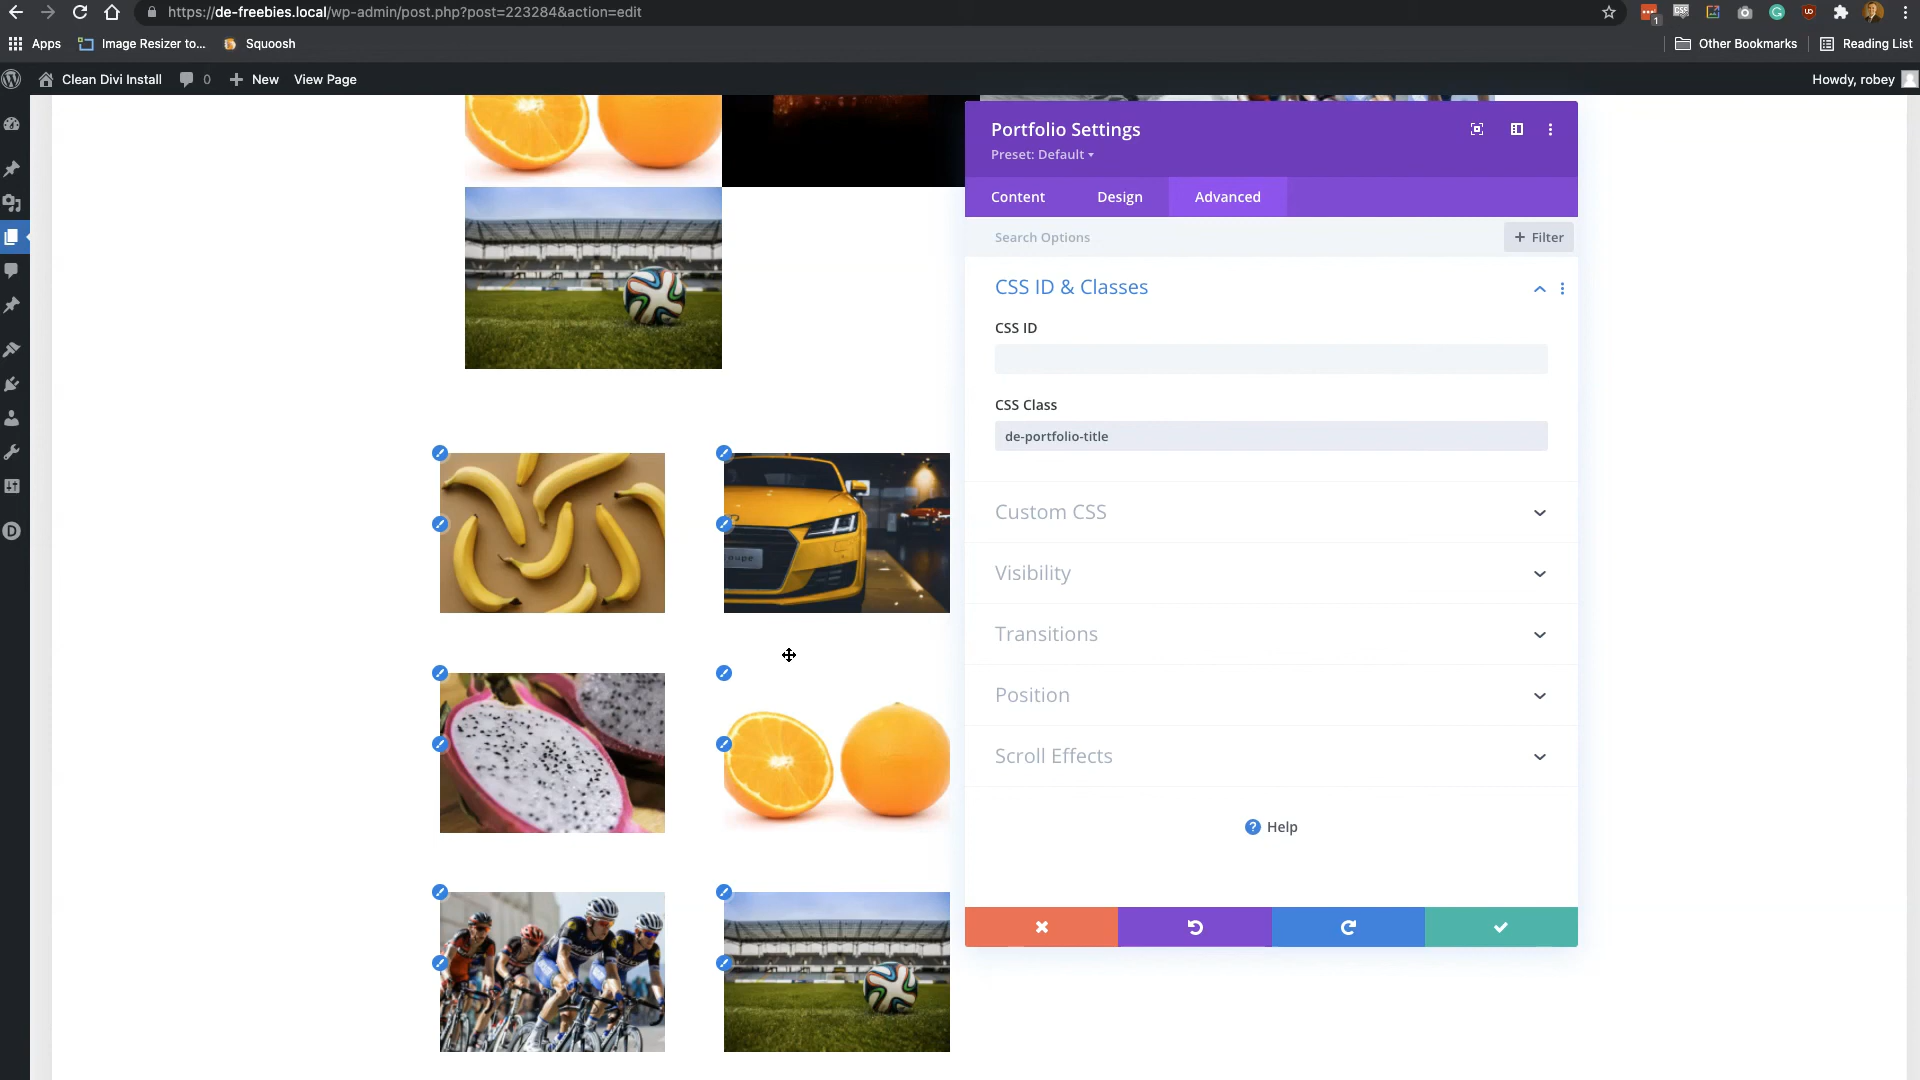 https://de-freebies.local/wp-admin/post.php?post=223284&action=edit
1
Apps
Image Resizer to...
Squoosh
Other Bookmarks
Reading List
Clean Divi Install
0
New
View Page
Howdy, robey
Portfolio Settings
Preset: Default
Content
Design
Advanced
Search Options
+ Filter
CSS ID & Classes
CSS ID
CSS Class
de-portfolio-title
Custom CSS
Visibility
Transitions
Position
Scroll Effects
? Help